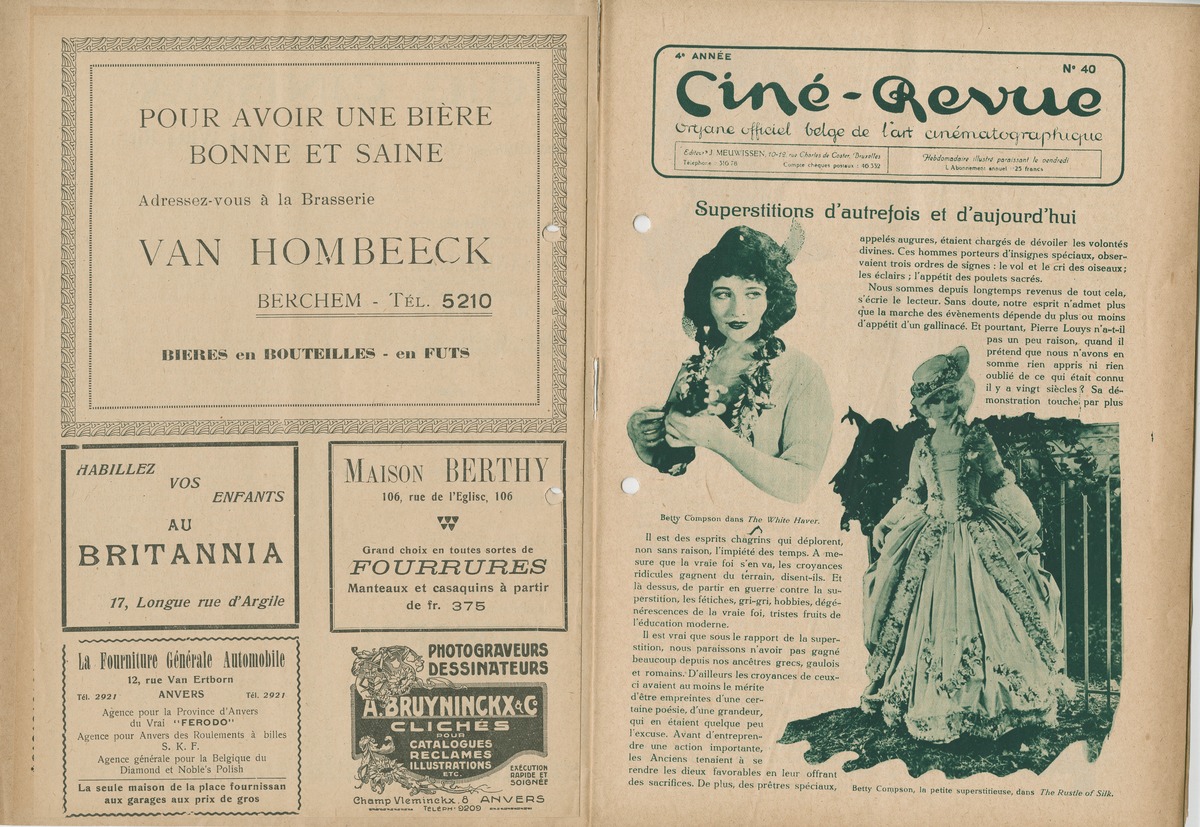 POUR AVOIR UNE BIÈRE
BONNE ET SAINE
Adressez-vous à la Brasserie
VAN HOMBEECK
BERCHEM - TÉL. 5210
BIERES en BOUTEILLES - en FUTS
HABILLEZ
VOS
ENFANTS
AU
BRITANNIA
17, Longue rue d'Argile
MAISON BERTHY
106, rue de l'Eglise, 106
Grand choix en toutes sortes de
FOURRURES
Manteaux et casaquins à partir
de fr. 375
La Fourniture Générale Automobile
12, rue Van Ertborn
Tél. 2921 ANVERS Tél. 2921
Agence pour la Province d'Anvers
du Vrai "FERODO"
Agence pour Anvers des Roulements à billes
S. K. F.
Agence générale pour la Belgique du
Diamond et Noble's Polish
La seule maison de la place fournissan
aux garages aux prix de gros
PHOTOGRAVEURS
DESSINATEURS
A. BRUYNINCKX & C°
CLICHÉS
POUR
CATALOGUES
RECLAMES
ILLUSTRATIONS
ETC.
EXÉCUTION
RAPIDE ET
SOIGNÉE
Champ Vleminckx, 8 ANVERS
TÉLÉPH. 9209
4e ANNÉE
N° 40
Ciné-Revue
Organe officiel belge de l'art cinématographique
Editeur : J. MEUWISSEN, 10-12, rue Charles de Coster, Bruxelles
Téléphone : 316 78 Compte chèques postaux : 46 552
Hebdomadaire illustré paraissant le vendredi
L'Abonnement annuel : 25 francs
Superstitions d'autrefois et d'aujourd'hui
Betty Compson dans The White Haver.
Il est des esprits chagrins qui déplorent,
non sans raison, l'impiété des temps. A me-
sure que la vraie foi s'en va, les croyances
ridicules gagnent du terrain, disent-ils. Et
là dessus, de partir en guerre contre la su-
perstition, les fétiches, gri-gri, hobbies, dégé-
nérescences de la vraie foi, tristes fruits de
l'éducation moderne.
Il est vrai que sous le rapport de la super-
stition, nous paraissons n'avoir pas gagné
beaucoup depuis nos ancêtres grecs, gaulois
et romains. D'ailleurs les croyances de ceux-
ci avaient au moins le mérite
d'être empreintes d'une cer-
taine poésie, d'une grandeur,
qui en étaient quelque peu
l'excuse. Avant d'entrepren-
dre une action importante,
les Anciens tenaient à se
rendre les dieux favorables en leur offrant
des sacrifices. De plus, des prêtres spéciaux,
appelés augures, étaient chargés de dévoiler les volontés
divines. Ces hommes porteurs d'insignes spéciaux, obser-
vaient trois ordres de signes : le vol et le cri des oiseaux;
les éclairs ; l'appétit des poulets sacrés.
Nous sommes depuis longtemps revenus de tout cela,
s'écrie le lecteur. Sans doute, notre esprit n'admet plus
que la marche des évènements dépende du plus ou moins
d'appétit d'un gallinacé. Et pourtant, Pierre Louys n'a-t-il
pas un peu raison, quand il
prétend que nous n'avons en
somme rien appris ni rien
oublié de ce qui était connu
il y a vingt siècles? Sa dé-
monstration touche par plus
Betty Compson, la petite superstitieuse, dans The Rustle of Silk.